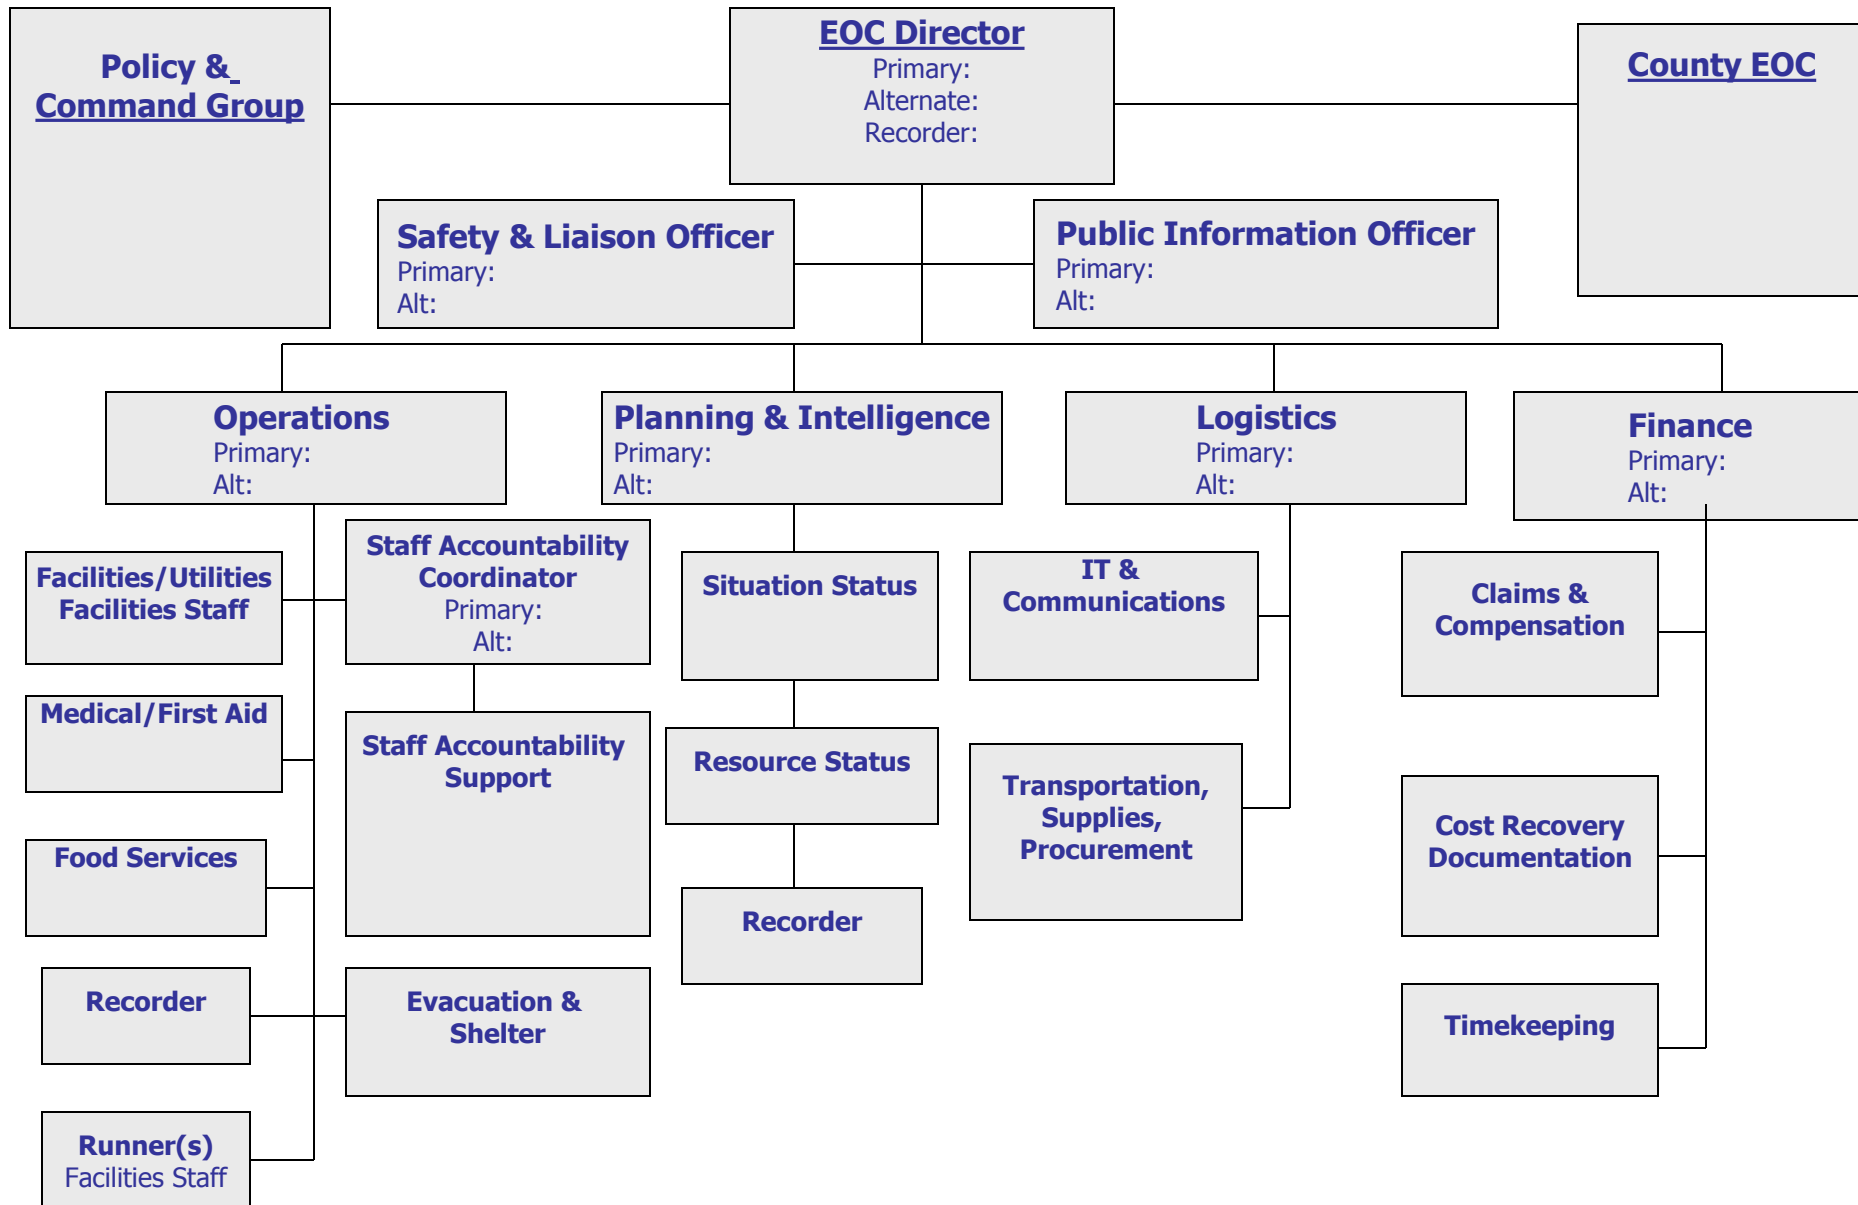 Policy &
Command Group
EOC Director
Primary:
Alternate:
Recorder:
County EOC
Safety & Liaison Officer
Primary:
Alt:
Public Information Officer
Primary:
Alt:
Operations
Primary:
Alt:
Planning & Intelligence
Primary:
Alt:
Logistics
Primary:
Alt:
Finance
Primary:
Alt:
Facilities/Utilities
Facilities Staff
Staff Accountability
Coordinator
Primary:
Alt:
Situation Status
IT &
Communications
Claims &
Compensation
Medical/First Aid
Staff Accountability
Support
Resource Status
Transportation,
Supplies,
Procurement
Cost Recovery
Documentation
Food Services
Recorder
Recorder
Evacuation &
Shelter
Timekeeping
Runner(s)
Facilities Staff